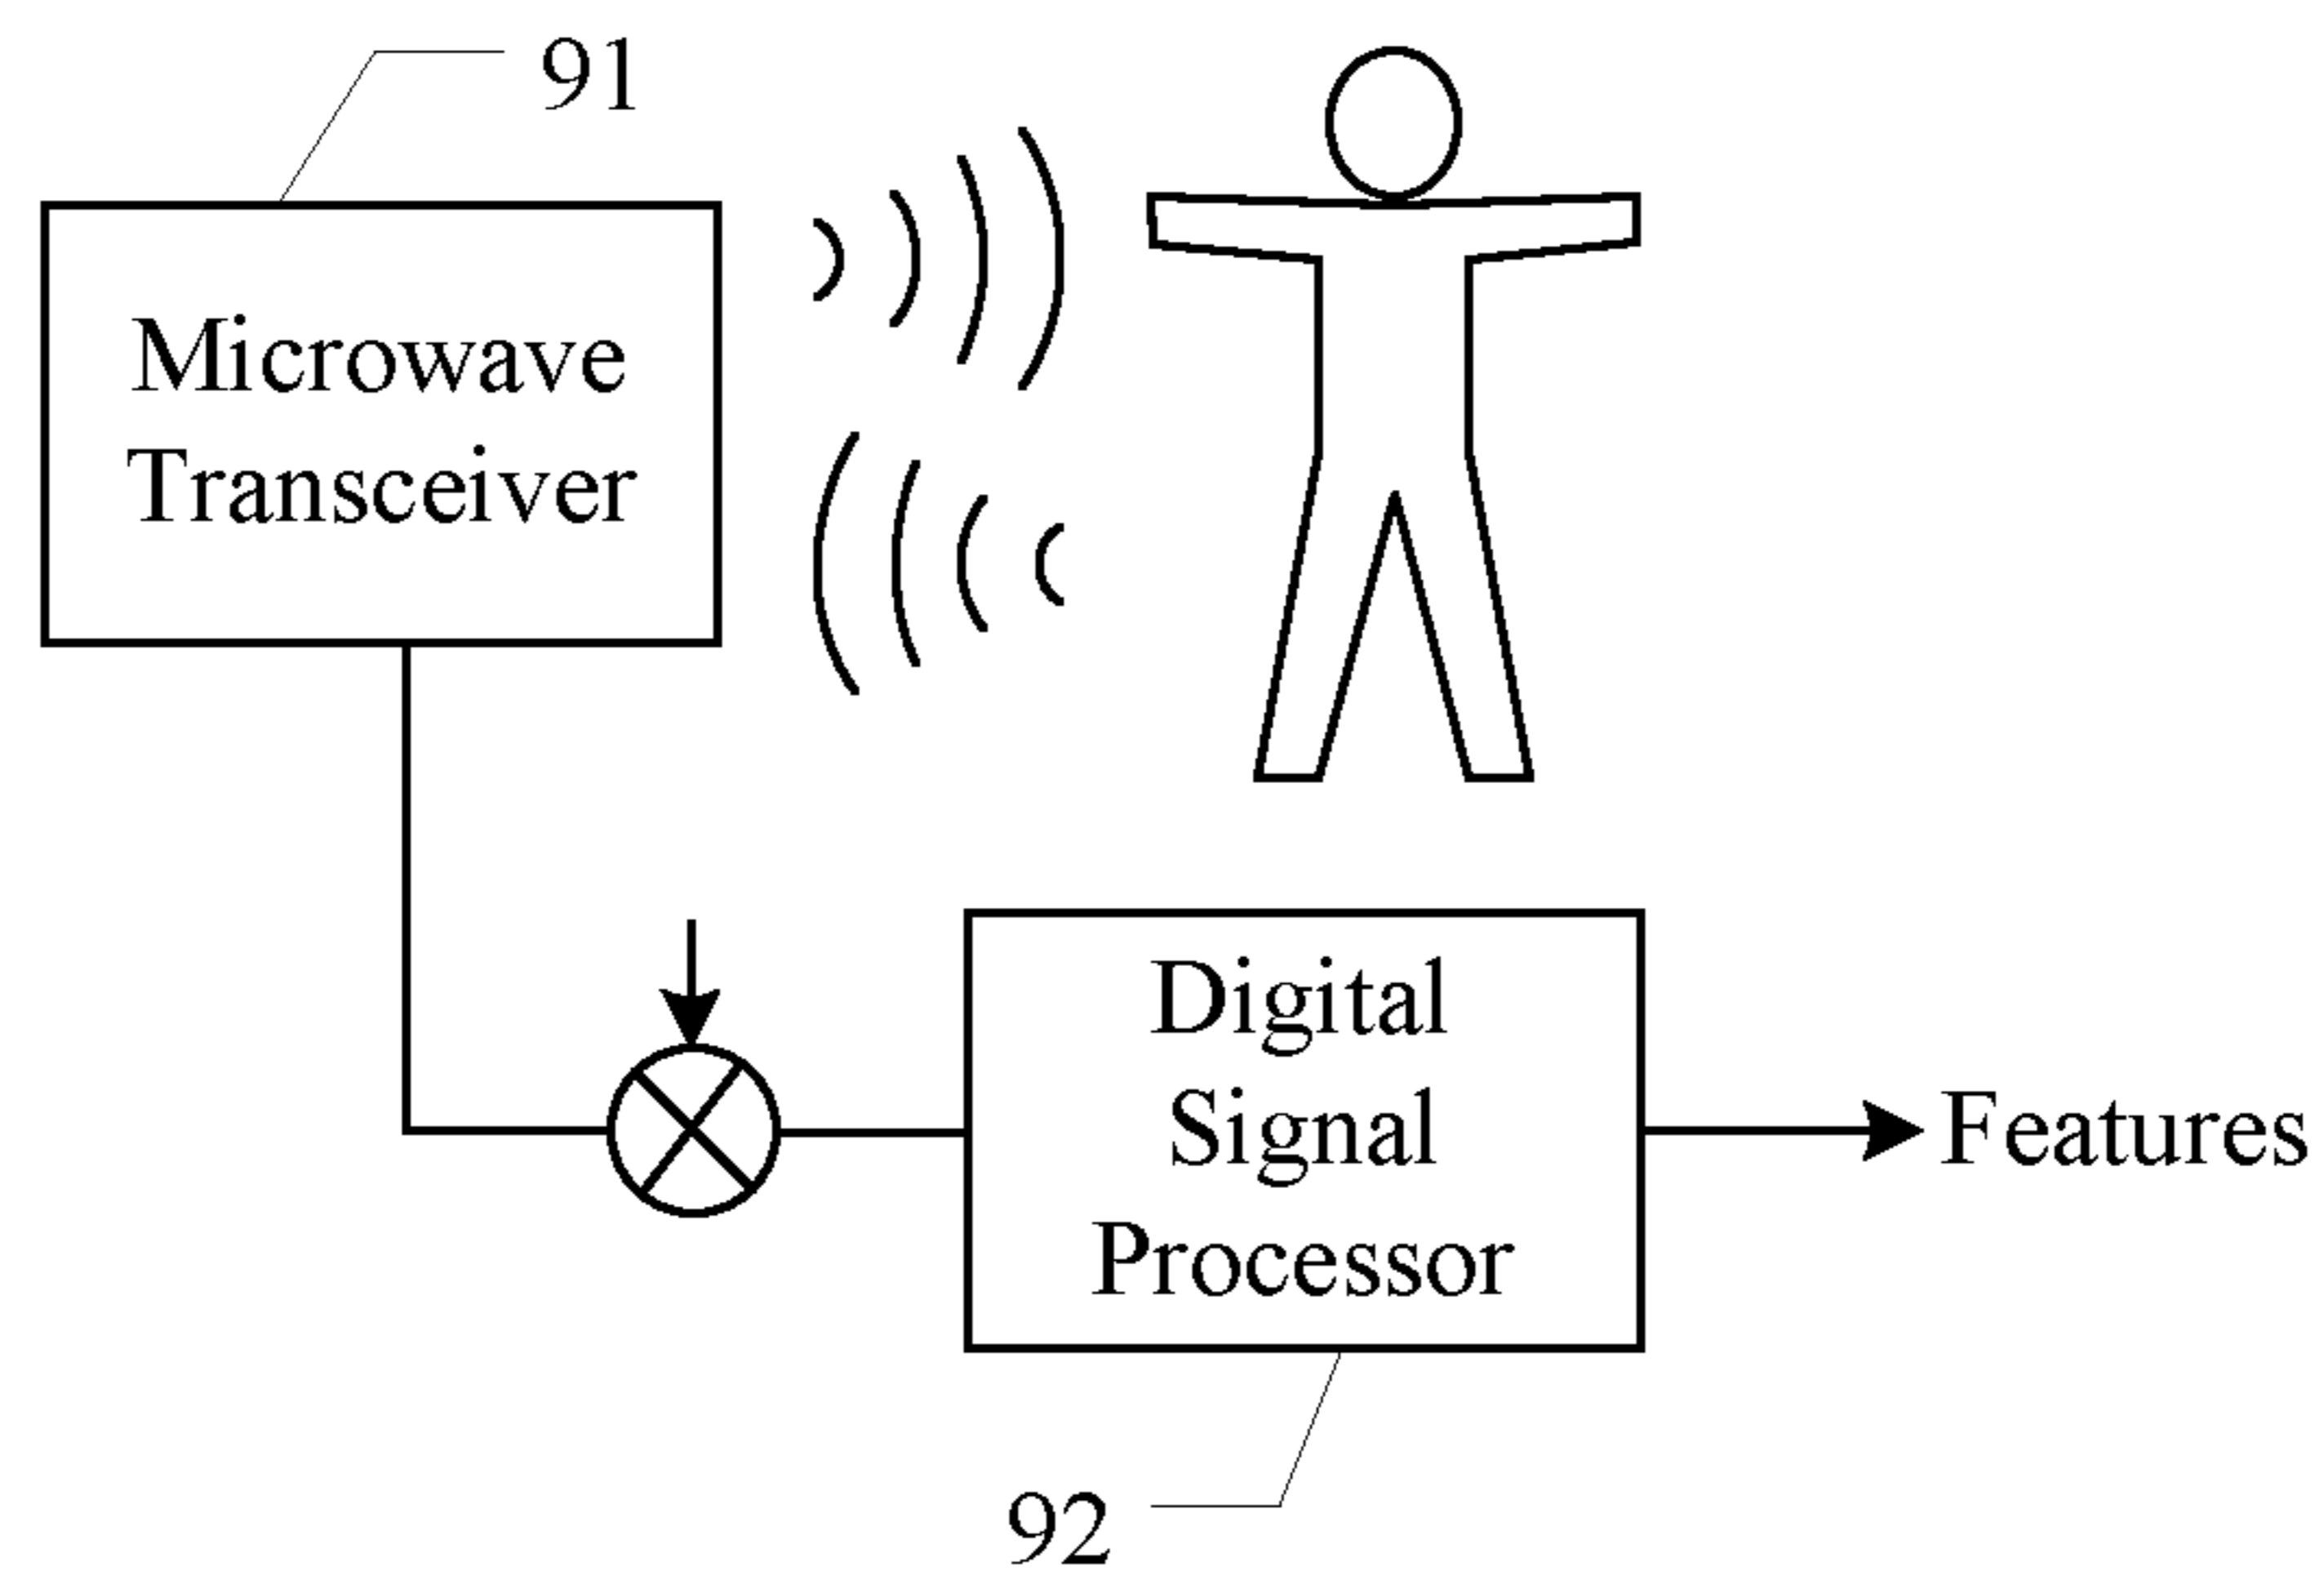 91
Microwave
Transceiver
Digital
Signal
Processor
Features
92